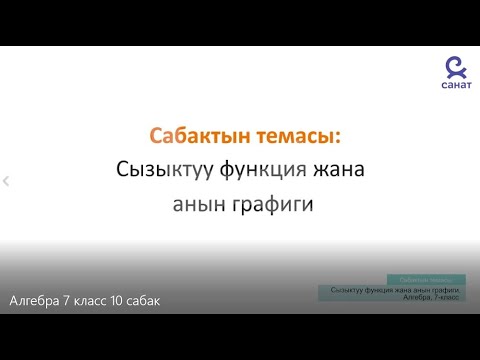 санат
Сабактын темасы:
Сызыктуу функция жана
анын графиги
Сабактын темасы
Сызыктуу функция жана анын графиги.
Алгебра, 7-класс
Алгебра 7 класс 10 сабак